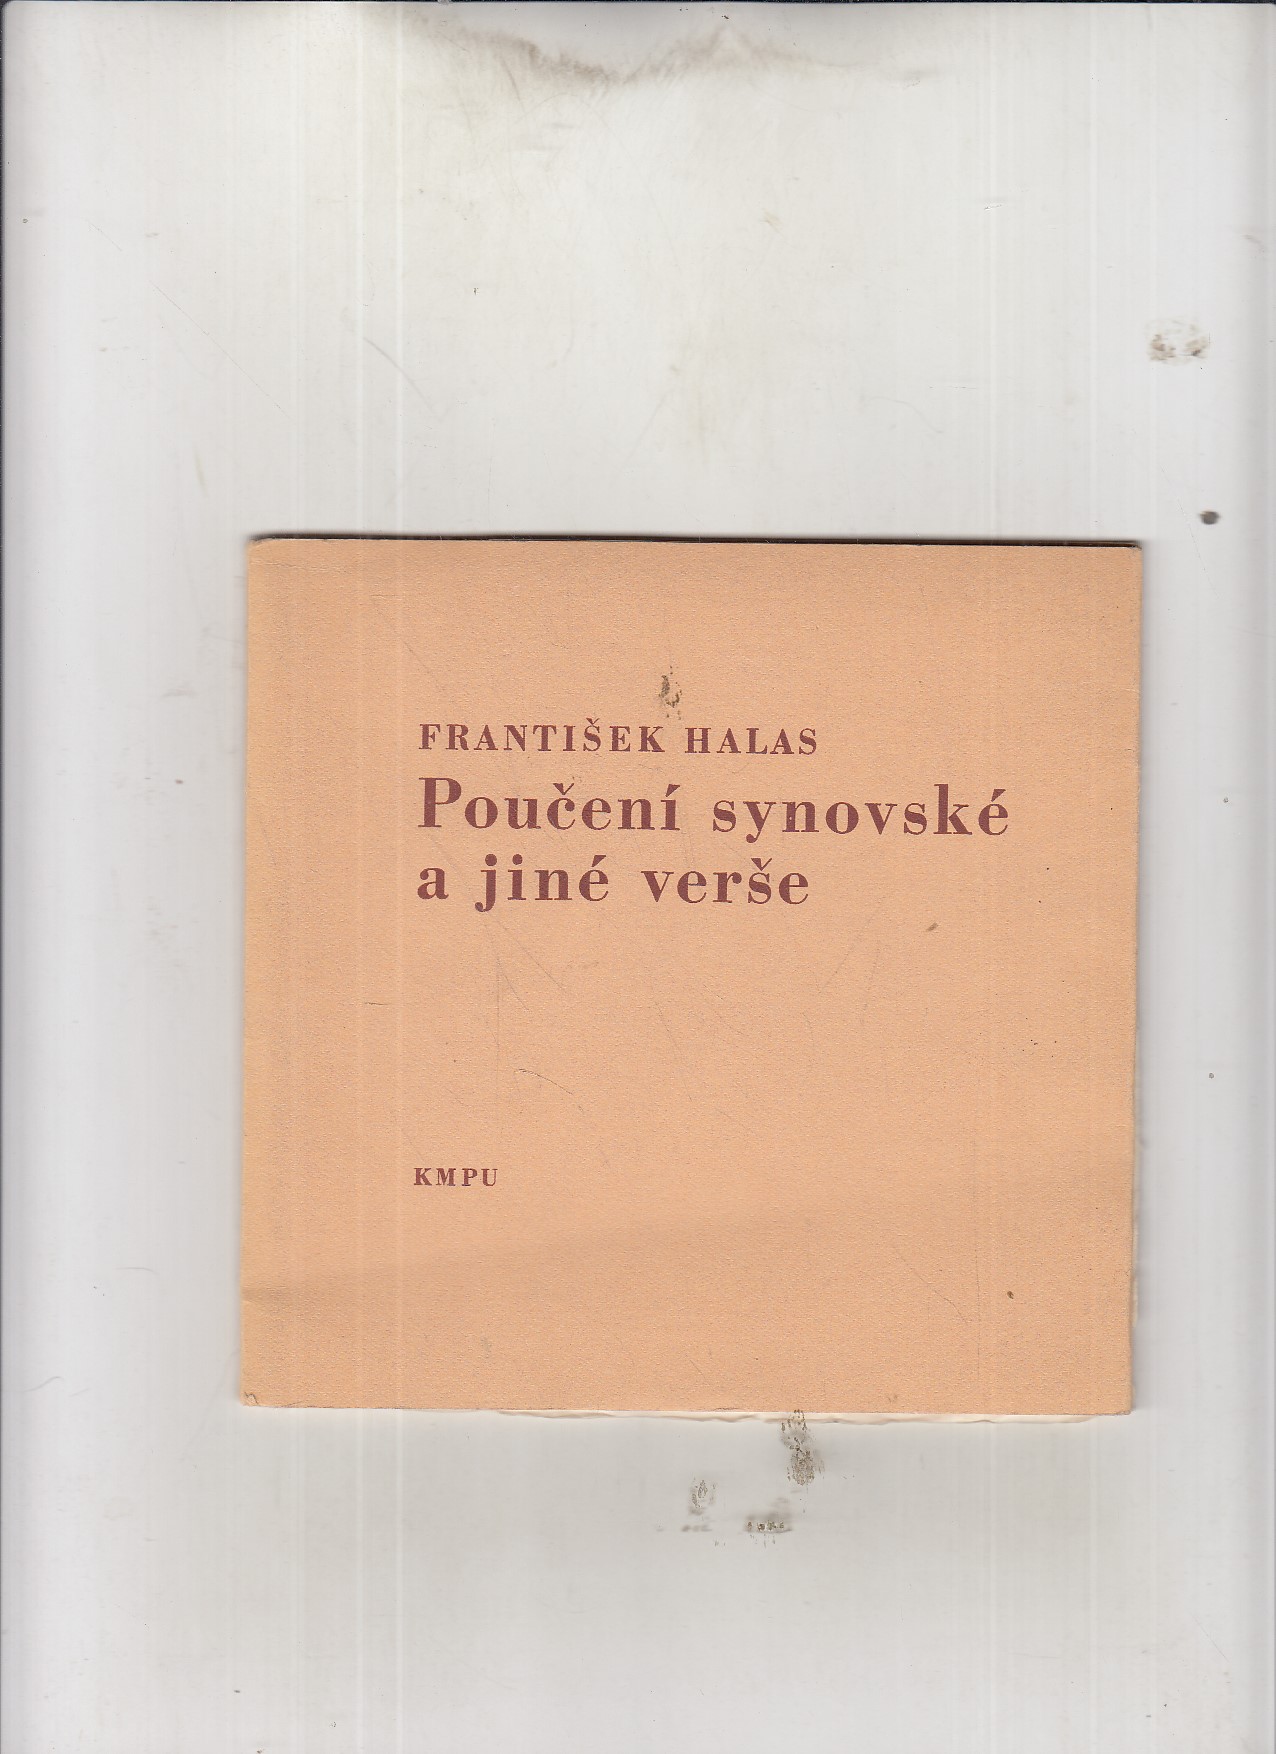 FRANTIŠEK HALAS
Poučení synovské
a jiné verše
KMPU